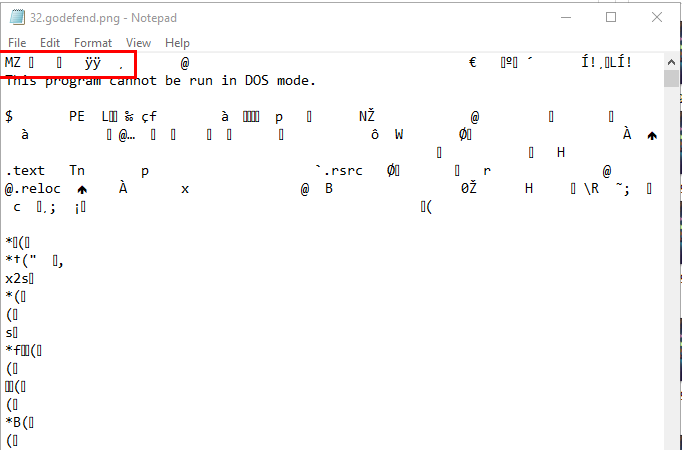 32.godefend.png - Notepad
File Edit Format View Help
MZ ÿÿ ¸ @ € º ´ Í!¸LÍ!
This program cannot be run in DOS mode.
$ PE L ‰ çf à p NŽ @
à @… ô W Ø À
H
.text Tn p `.rsrc Ø r @
@.reloc À x @ B 0Ž H \R ˜;
c ¸; ¡ (
*(
*†(" ,
x2s
*(
(
s
*f(
(
(
(
*B(
(